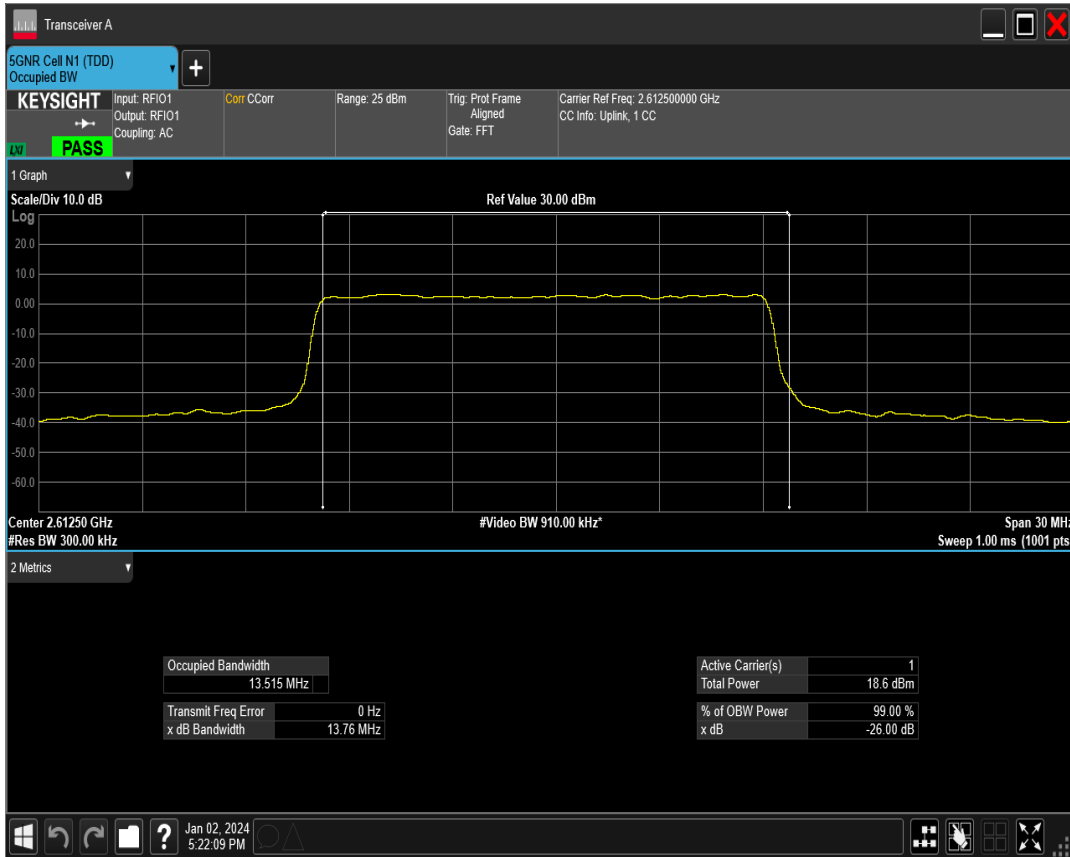 Transceiver A
5GNR Cell N1 (TDD)
Occupied BW
+
KEYSIGHT
LXI
PASS
Input: RFIO1
Output: RFIO1
Coupling: AC
Corr CCorr
Range: 25 dBm
Trig: Prot Frame
Aligned
Gate: FFT
Carrier Ref Freq: 2.612500000 GHz
CC Info: Uplink, 1 CC
1 Graph
Scale/Div 10.0 dB
Ref Value 30.00 dBm
Log
20.0
10.0
0.00
-10.0
-20.0
-30.0
-40.0
-50.0
-60.0
Center 2.61250 GHz
#Video BW 910.00 kHz*
Span 30 MHz
#Res BW 300.00 kHz
Sweep 1.00 ms (1001 pts
2 Metrics
Occupied Bandwidth
13.515 MHz
Transmit Freq Error 0 Hz
x dB Bandwidth 13.76 MHz
Active Carrier(s) 1
Total Power 18.6 dBm
% of OBW Power 99.00 %
x dB -26.00 dB
?
Jan 02, 2024
5:22:09 PM